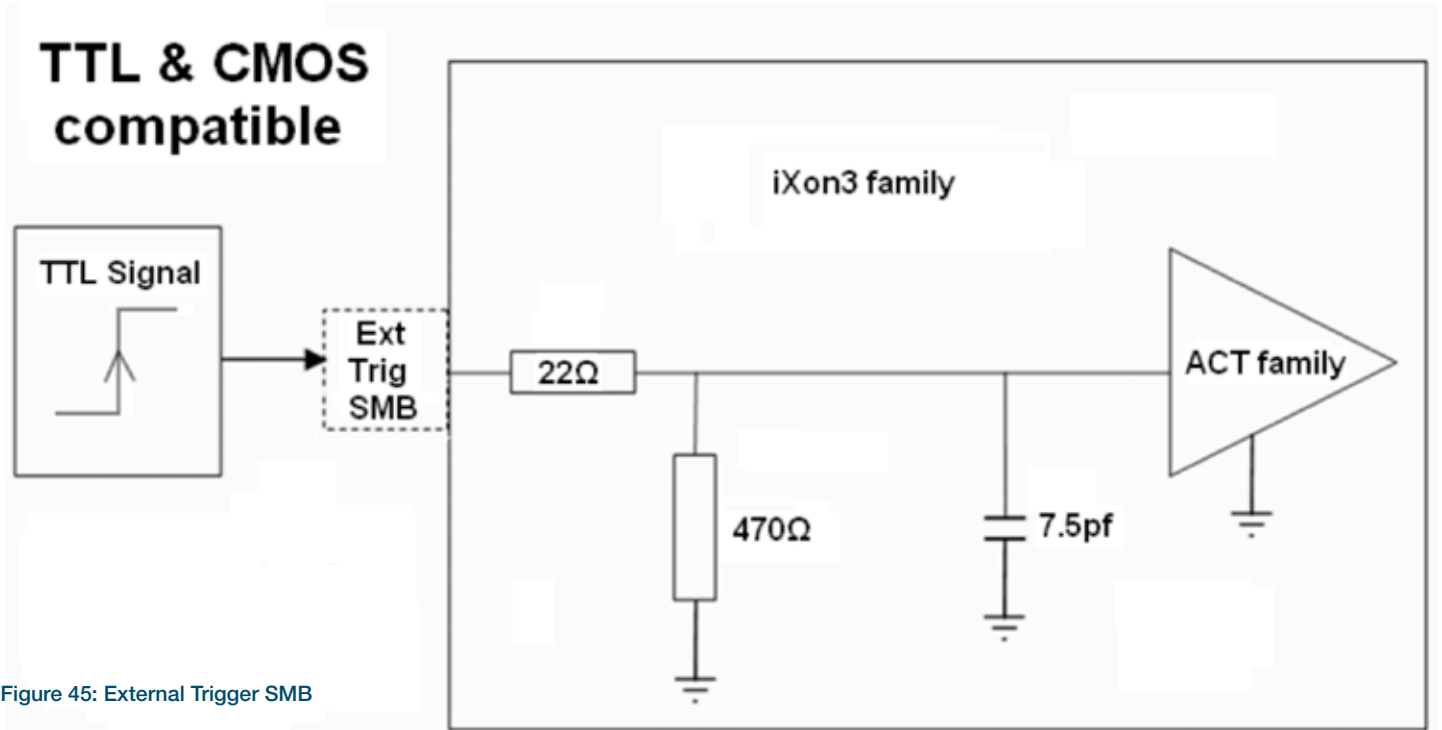 TTL & CMOS
compatible
iXon3 family
TTL Signal
Ext
Trig
SMB
22Ω
ACT family
470Ω
7.5pf
Figure 45: External Trigger SMB